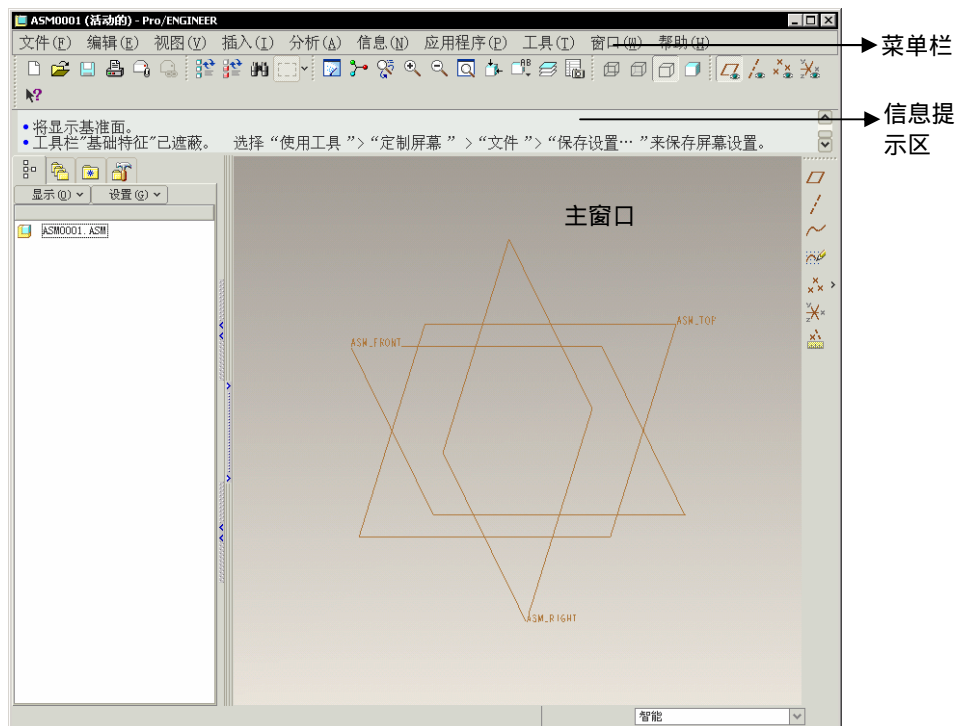 ASM0001 (活动的) - Pro/ENGINEER
文件(F) 编辑(E) 视图(V) 插入(I) 分析(A) 信息(N) 应用程序(P) 工具(T) 窗口(W) 帮助(H)
菜单栏
•将显示基准面。
•工具栏“基础特征”已遮蔽。 选择 “使用工具 ”> “定制屏幕 ” > “文件 ”> “保存设置… ”来保存屏幕设置。
信息提
示区
显示(O) 设置(G)
ASM0001.ASM
主窗口
ASM_TOP
ASM_FRONT
ASM_RIGHT
智能